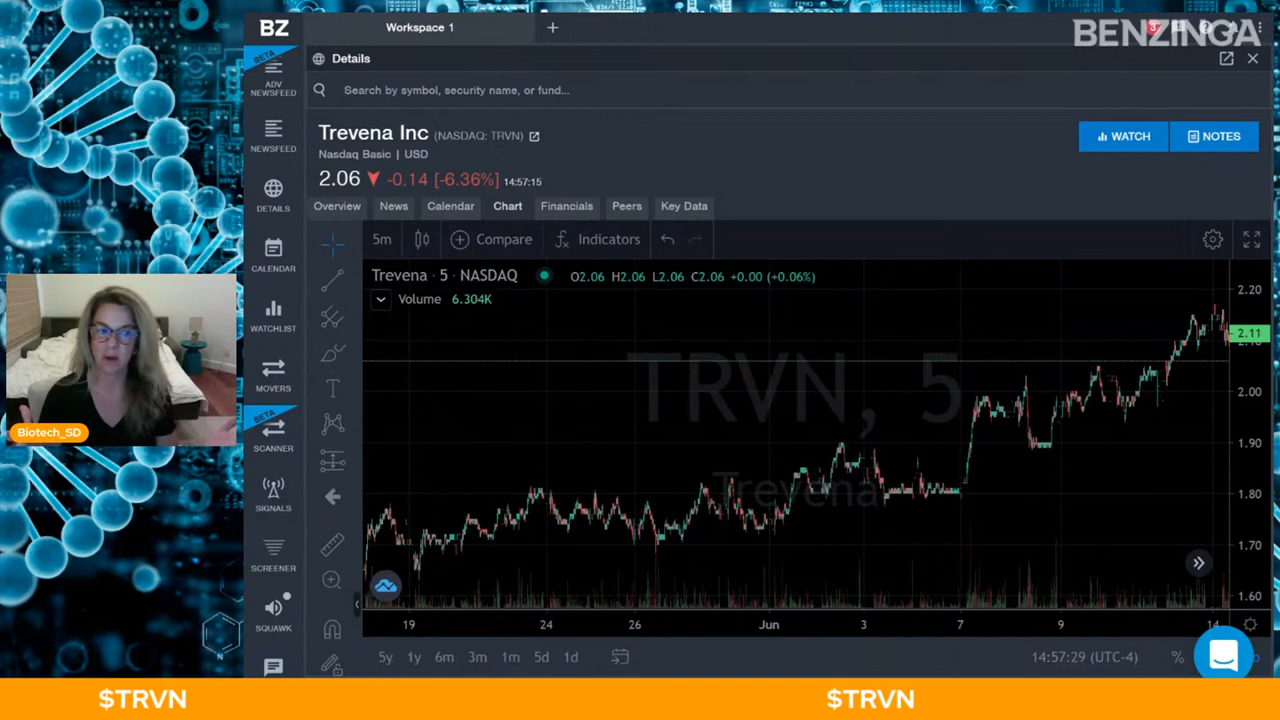 BZ
Workspace 1
BENZINGA
BETA
Details
ADV
NEWSFEED
Search by symbol, security name, or fund...
NEWSFEED
Trevena Inc (NASDAQ: TRVN)
WATCH
NOTES
Nasdaq Basic | USD
2.06 -0.14 [-6.36%] 14:57:15
DETAILS
Overview News Calendar Chart Financials Peers Key Data
5m Compare Indicators
CALENDAR
Trevena · 5 · NASDAQ O2.06 H2.06 L2.06 C2.06 +0.00 (+0.06%)
Volume 6.304K
2.20
WATCHLIST
2.11
TRVN, 5
2.00
MOVERS
BETA
Biotech_SD
1.90
SCANNER
Trevena
1.80
SIGNALS
1.70
SCREENER
1.60
SQUAWK
19 24 26 Jun 3 7 9 14
5y 1y 6m 3m 1m 5d 1d 14:57:29 (UTC-4) %
$TRVN $TRVN